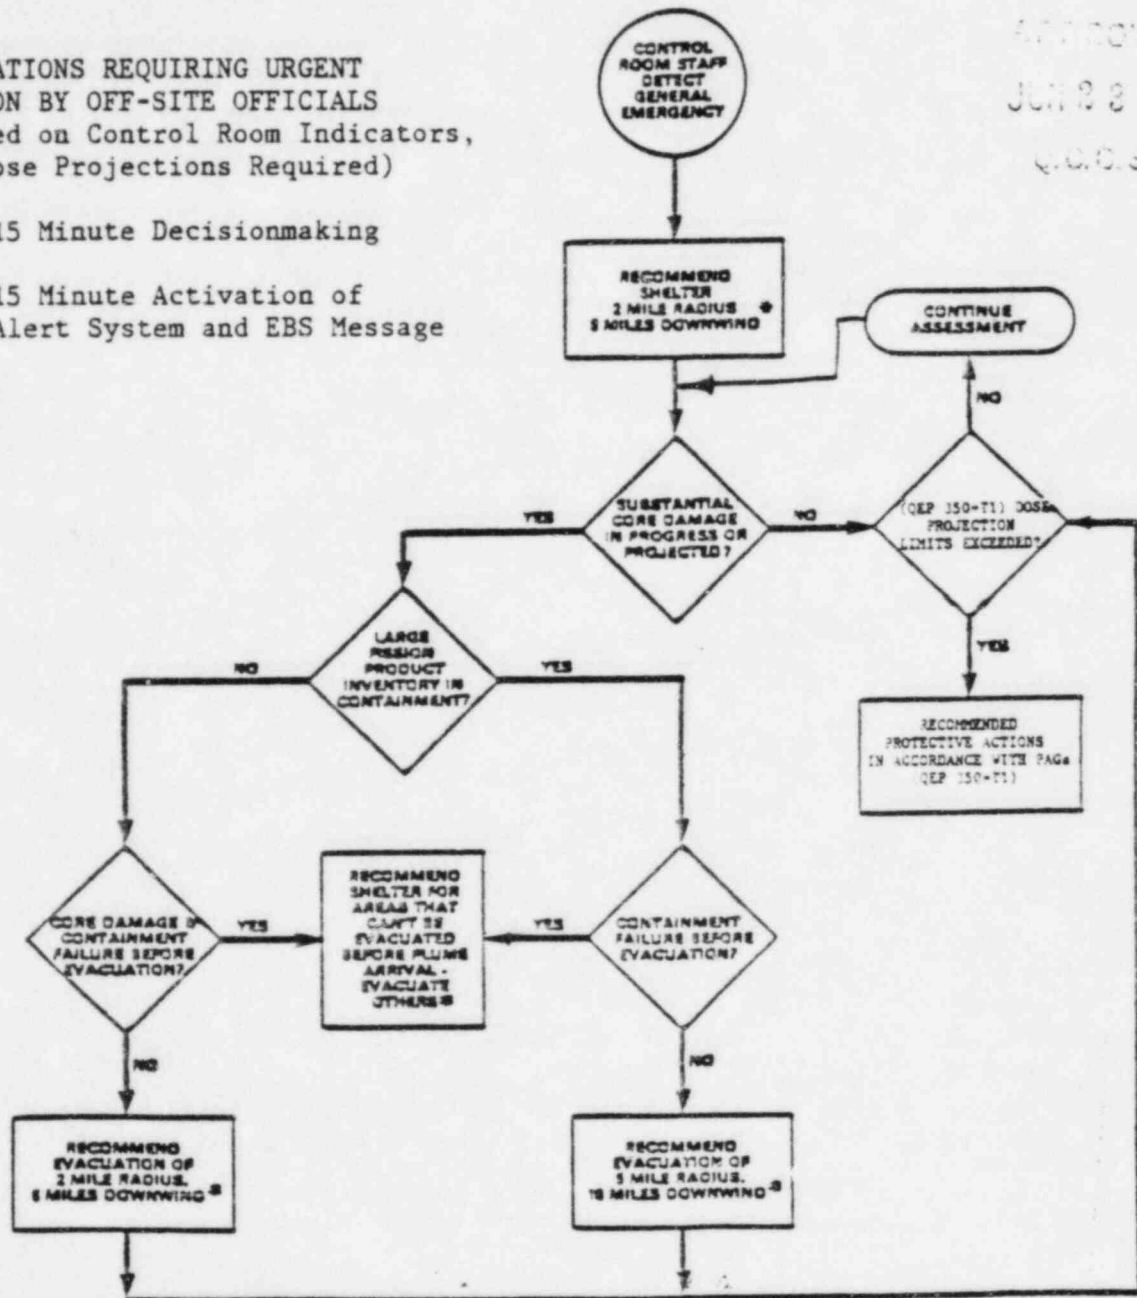 ATIONS REQUIRING URGENT
ON BY OFF-SITE OFFICIALS
ed on Control Room Indicators,
ose Projections Required)
15 Minute Decisionmaking
15 Minute Activation of
Alert System and EBS Message
CONTROL
ROOM STAFF
DETECT
GENERAL
EMERGENCY
RECOMMEND
SHELTER
2 MILE RADIUS *
5 MILES DOWNWIND
CONTINUE
ASSESSMENT
NO
SUBSTANTIAL
CORE DAMAGE
IN PROGRESS OR
PROJECTED?
YES
NO
(QEP 350-T1) DOSE
PROJECTION
LIMITS EXCEEDED?
YES
RECOMMENDED
PROTECTIVE ACTIONS
IN ACCORDANCE WITH PAGs
(QEP 350-T1)
LARGE
FISSION
PRODUCT
INVENTORY IN
CONTAINMENT?
NO
YES
CORE DAMAGE &
CONTAINMENT
FAILURE BEFORE
EVACUATION?
YES
RECOMMEND
SHELTER FOR
AREAS THAT
CAN'T BE
EVACUATED
BEFORE PLUME
ARRIVAL -
EVACUATE
OTHERS *
YES
CONTAINMENT
FAILURE BEFORE
EVACUATION?
NO
NO
RECOMMEND
EVACUATION OF
2 MILE RADIUS,
5 MILES DOWNWIND *
RECOMMEND
EVACUATION OF
5 MILE RADIUS,
10 MILES DOWNWIND *